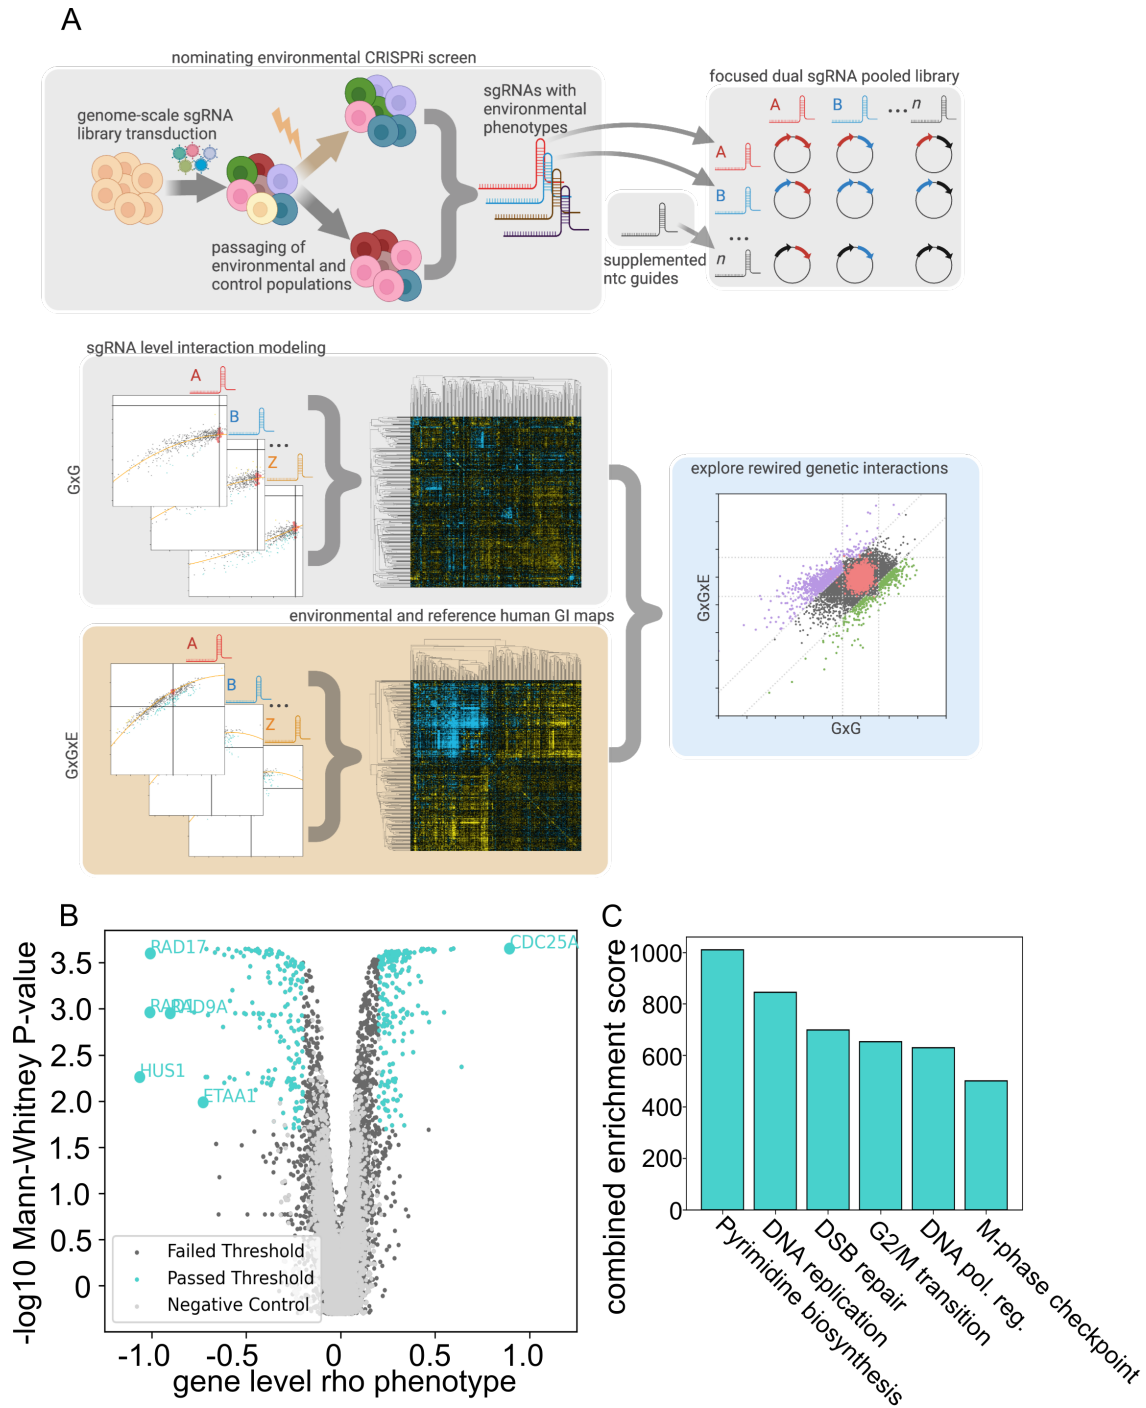 A
nominating environmental CRISPRi screen
genome-scale sgRNA
library transduction
passaging of
environmental and
control populations
sgRNAs with
environmental
phenotypes
supplemented
ntc guides
focused dual sgRNA pooled library
A
B
...
n
A
B
...
n
sgRNA level interaction modeling
A
B
...
Z
GxG
environmental and reference human GI maps
A
B
...
Z
GxGxE
explore rewired genetic interactions
GxGxE
GxG
B
-log10 Mann-Whitney P-value
3.5
3.0
2.5
2.0
1.5
1.0
0.5
0
RAD17
CDC25A
RAD9A
HUS1
ETAA1
Failed Threshold
Passed Threshold
Negative Control
-1.0
-0.5
0
0.5
1.0
gene level rho phenotype
C
combined enrichment score
1000
800
600
400
200
0
Pyrimidine biosynthesis
DNA replication
DSB repair
G2/M transition
DNA pol. reg.
M-phase checkpoint